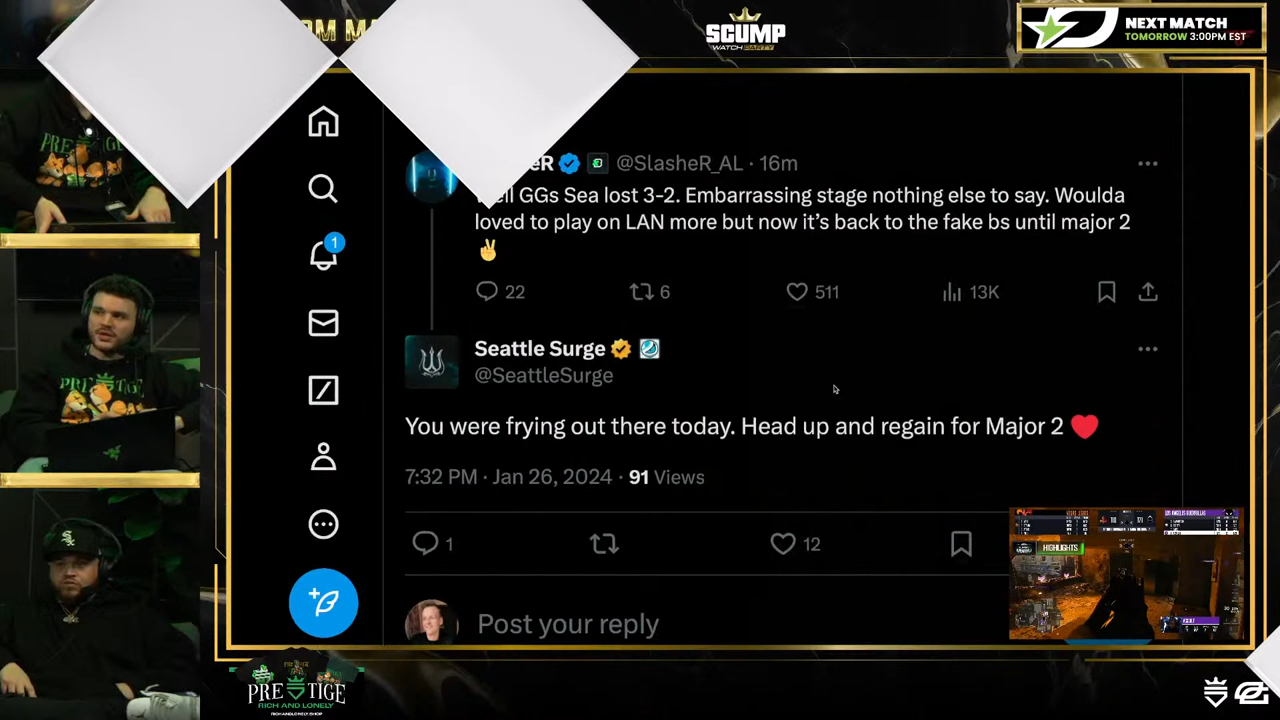 SCUMP
WATCH PARTY
NEXT MATCH
TOMORROW 3:00PM EST
@SlasheR_AL · 16m
GGs Sea lost 3-2. Embarrassing stage nothing else to say. Woulda
loved to play on LAN more but now it's back to the fake bs until major 2
✌️
22
6
511
13K
1
Seattle Surge
@SeattleSurge
You were frying out there today. Head up and regain for Major 2 ❤️
7:32 PM · Jan 26, 2024 · 91 Views
1
12
Post your reply
HIGHLIGHTS
PRESTIGE
RICH AND LONELY
RICHANDLONELY.SHOP